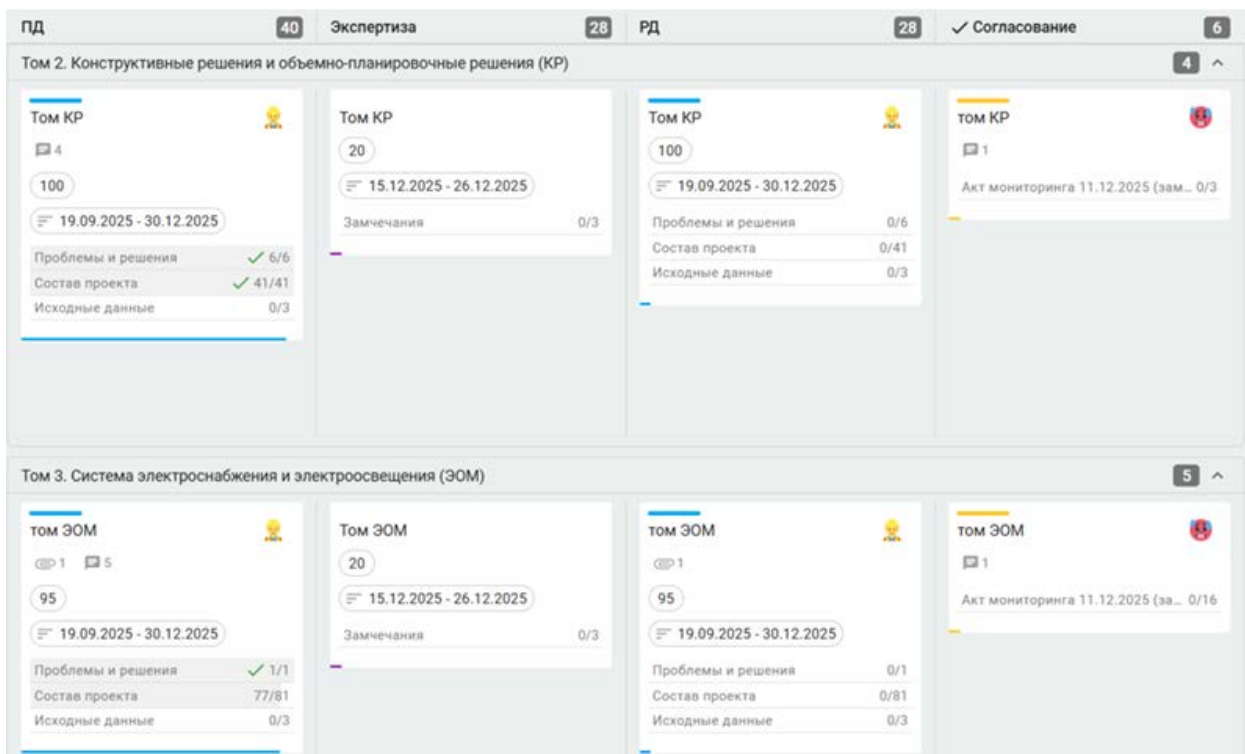 ПД 40 Экспертиза 28 РД 28 Согласование 6
Том 2. Конструктивные решения и объемно-планировочные решения (КР) 4
Том КР
4
100
19.09.2025 - 30.12.2025
Проблемы и решения 6/6
Состав проекта 41/41
Исходные данные 0/3
Том КР
20
15.12.2025 - 26.12.2025
Замчечания 0/3
Том КР
100
19.09.2025 - 30.12.2025
Проблемы и решения 0/6
Состав проекта 0/41
Исходные данные 0/3
том КР
1
Акт мониторинга 11.12.2025 (зам... 0/3
Том 3. Система электроснабжения и электроосвещения (ЭОМ) 5
том ЭОМ
1 5
95
19.09.2025 - 30.12.2025
Проблемы и решения 1/1
Состав проекта 77/81
Исходные данные 0/3
Том ЭОМ
20
15.12.2025 - 26.12.2025
Замчечания 0/3
том ЭОМ
1
95
19.09.2025 - 30.12.2025
Проблемы и решения 0/1
Состав проекта 0/81
Исходные данные 0/3
том ЭОМ
1
Акт мониторинга 11.12.2025 (за... 0/16